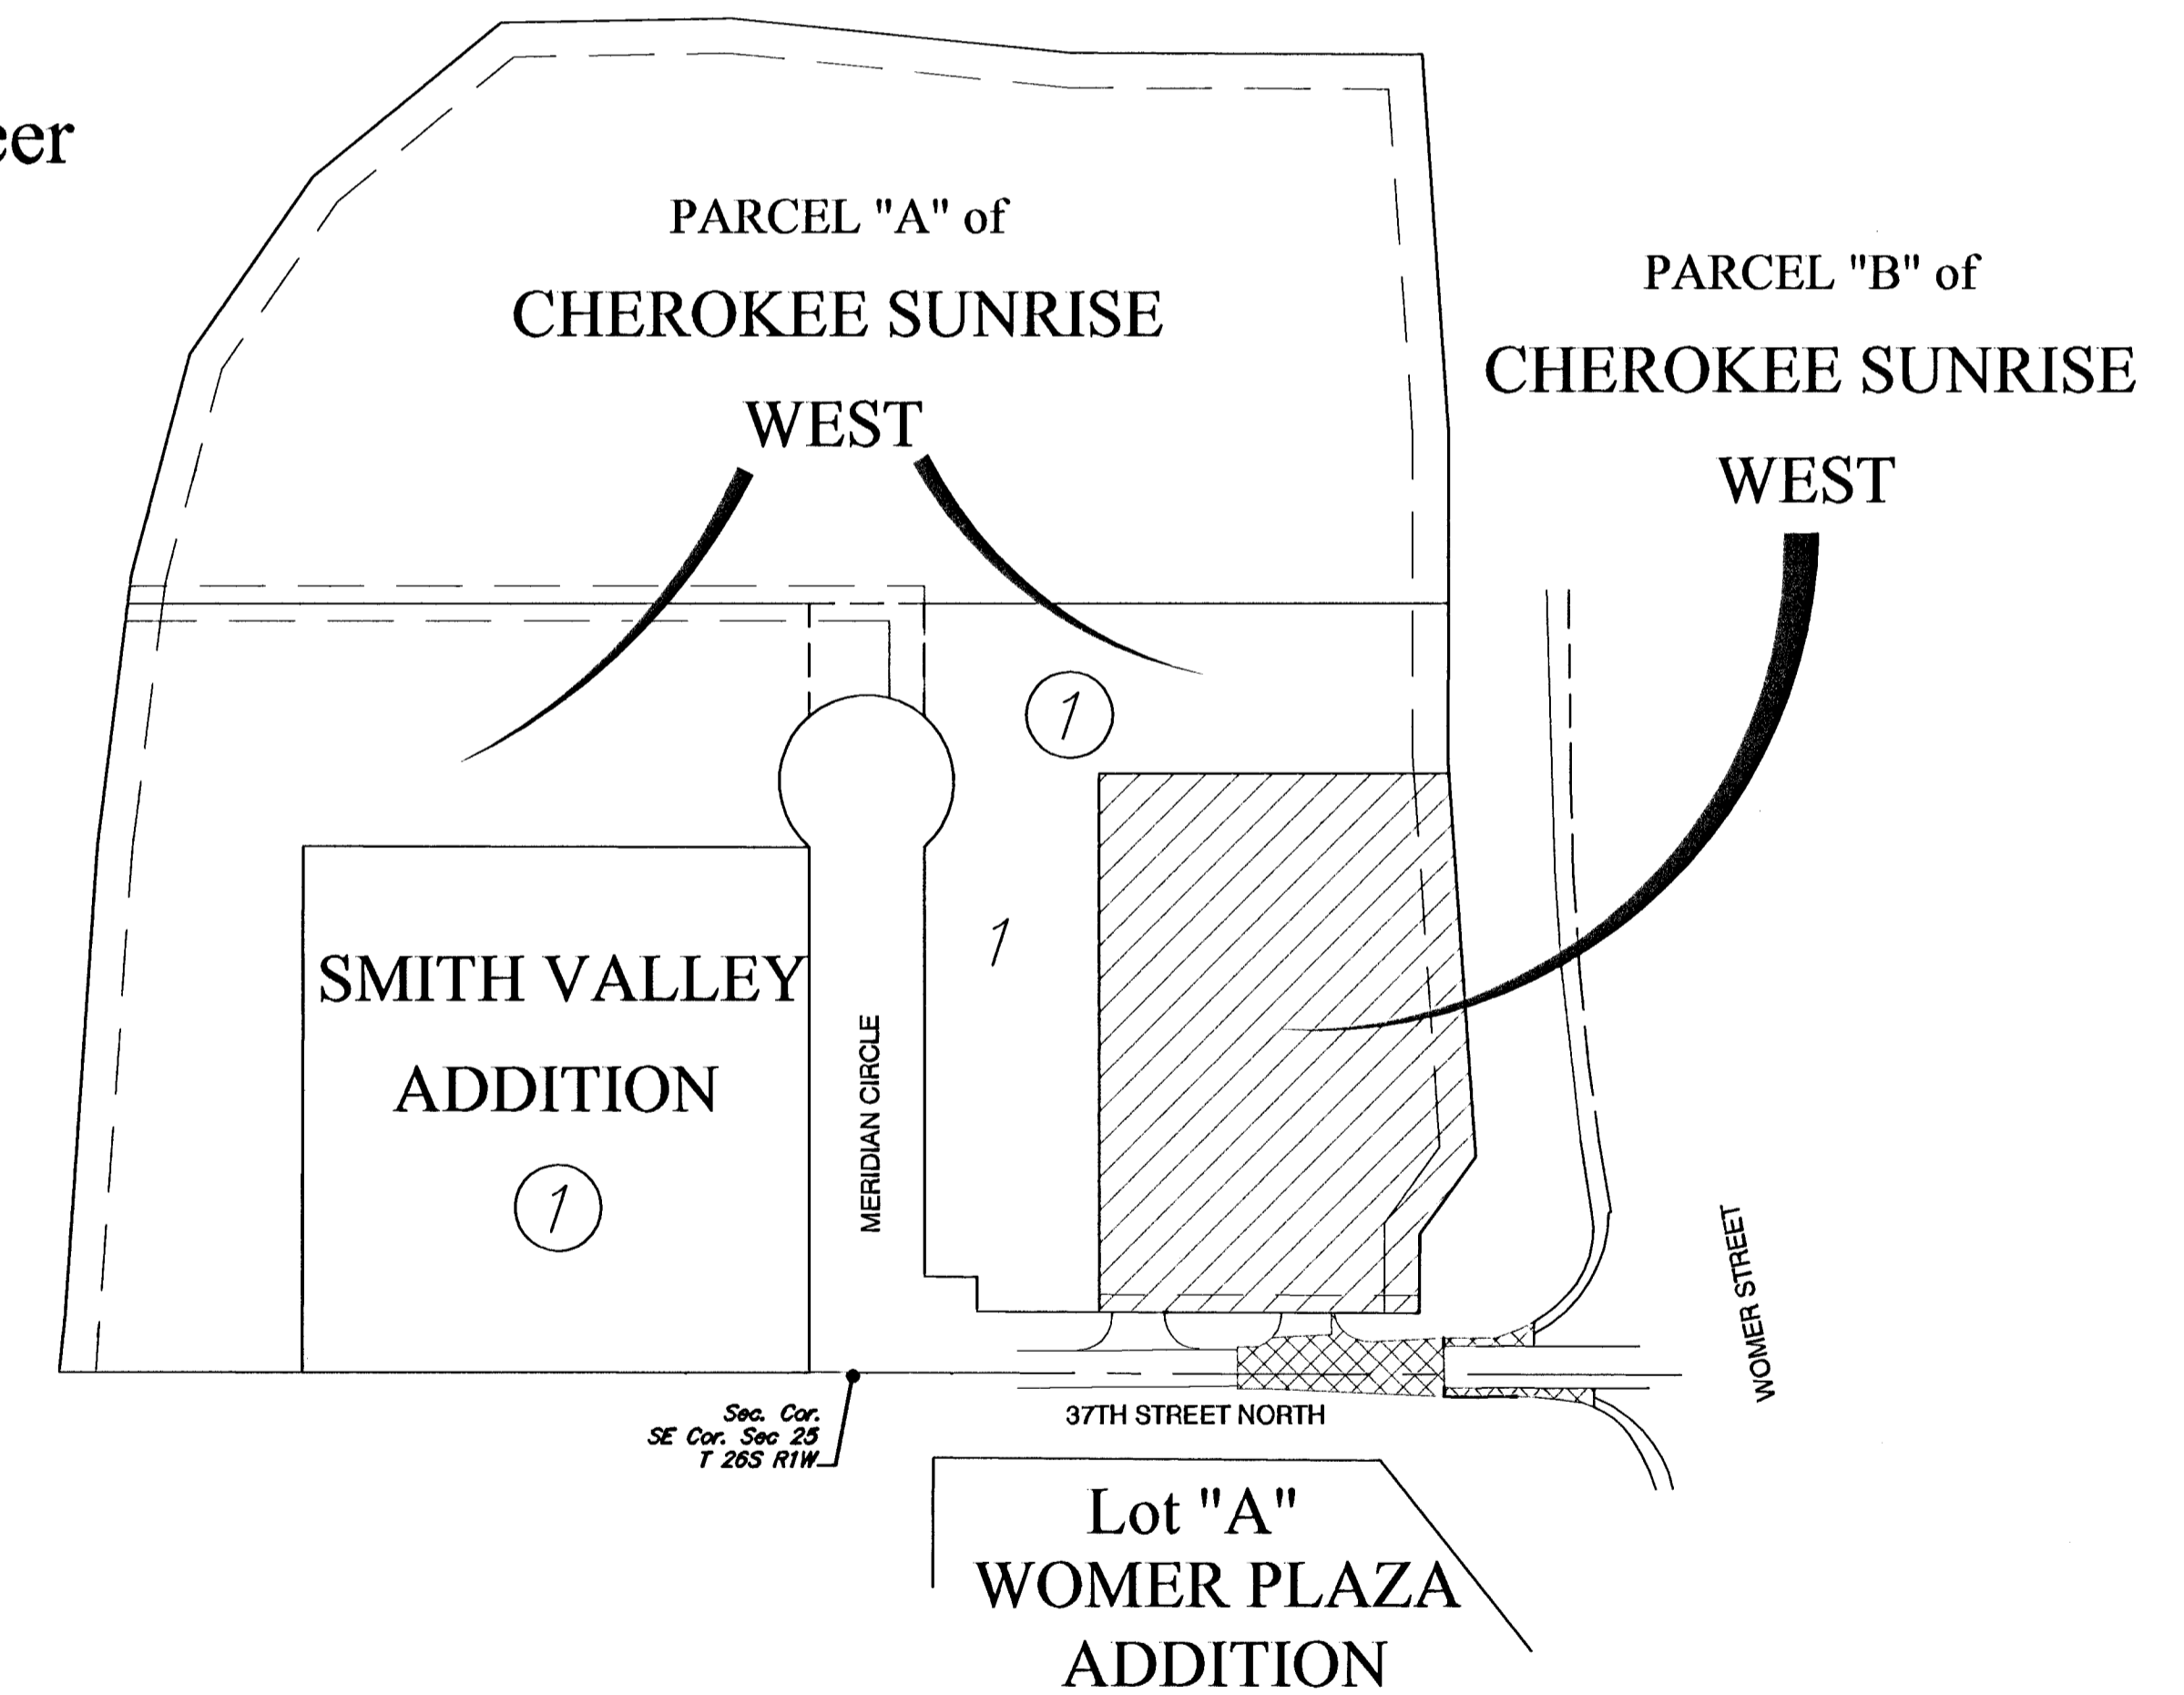 eer
PARCEL "A" of
CHEROKEE SUNRISE
WEST
PARCEL "B" of
CHEROKEE SUNRISE
WEST
1
1
SMITH VALLEY
ADDITION
1
MERIDIAN CIRCLE
WOMER STREET
Sec. Cor.
SE Cor. Sec 25
T 26S R1W
37TH STREET NORTH
Lot "A"
WOMER PLAZA
ADDITION